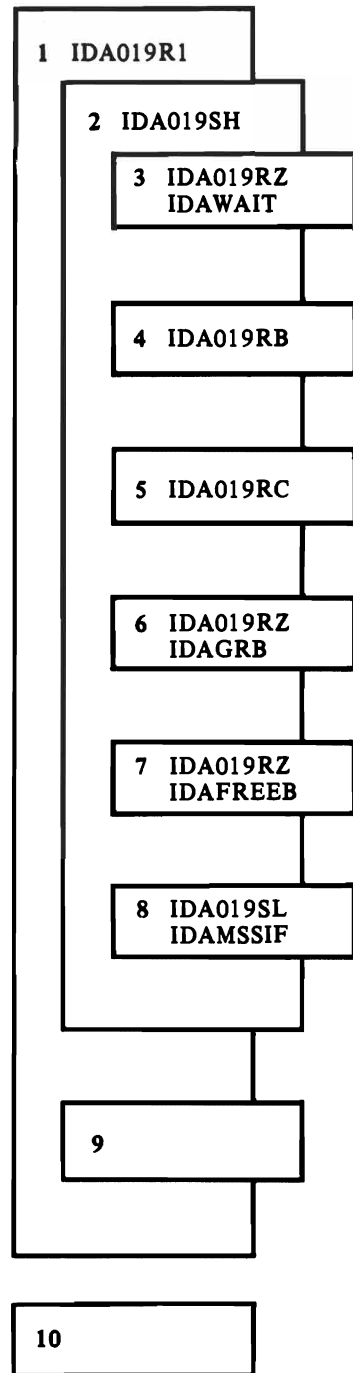 1 IDA019R1
2 IDA019SH
3 IDA019RZ
IDAWAIT
4 IDA019RB
5 IDA019RC
6 IDA019RZ
IDAGRB
7 IDA019RZ
IDAFREEB
8 IDA019SL
IDAMSSIF
9
10